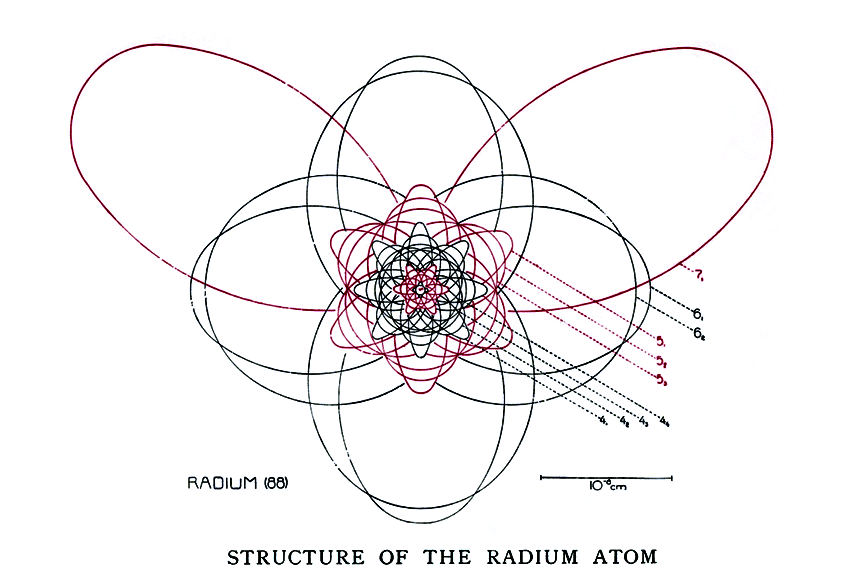 7₁
6₁
6₂
5₁
5₂
5₃
4₁ 4₂ 4₃ 4₄
RADIUM (88)
10⁻⁸cm
STRUCTURE OF THE RADIUM ATOM